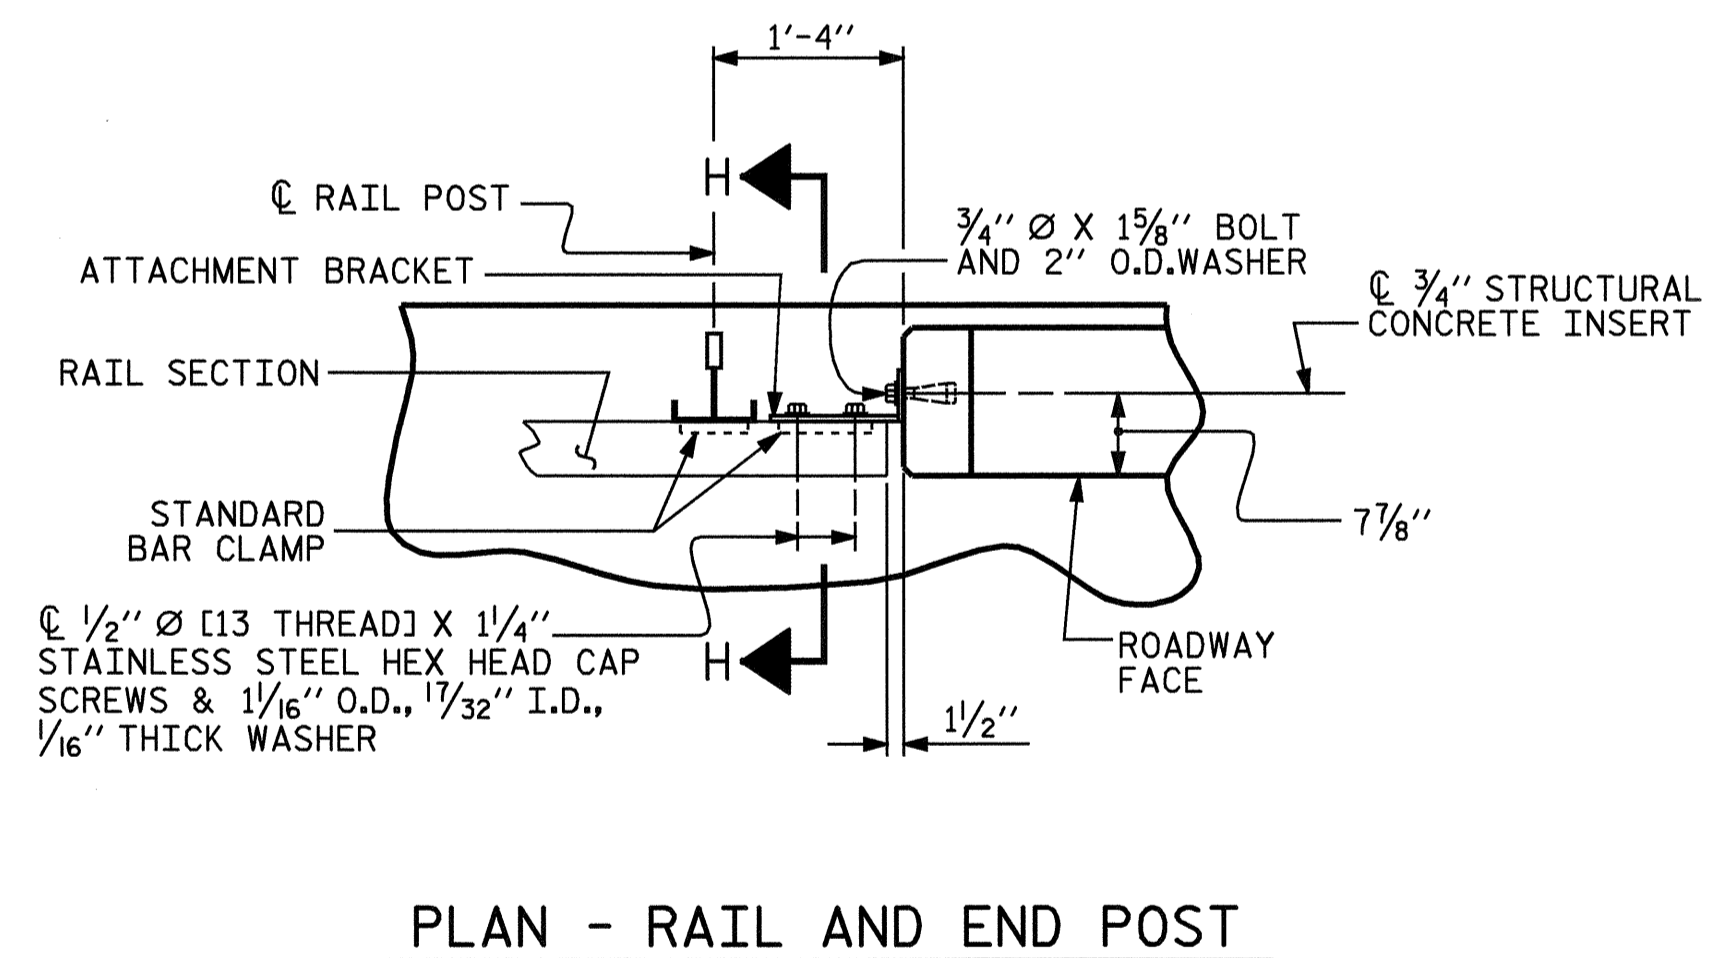 1'-4"
H
℄ RAIL POST
3/4" Ø X 1 5/8" BOLT
AND 2" O.D.WASHER
ATTACHMENT BRACKET
℄ 3/4" STRUCTURAL
CONCRETE INSERT
RAIL SECTION
STANDARD
BAR CLAMP
7 7/8"
℄ 1/2" Ø [13 THREAD] X 1 1/4"
STAINLESS STEEL HEX HEAD CAP
SCREWS & 1 1/16" O.D., 17/32" I.D.,
1/16" THICK WASHER
H
ROADWAY
FACE
1 1/2"
PLAN - RAIL AND END POST